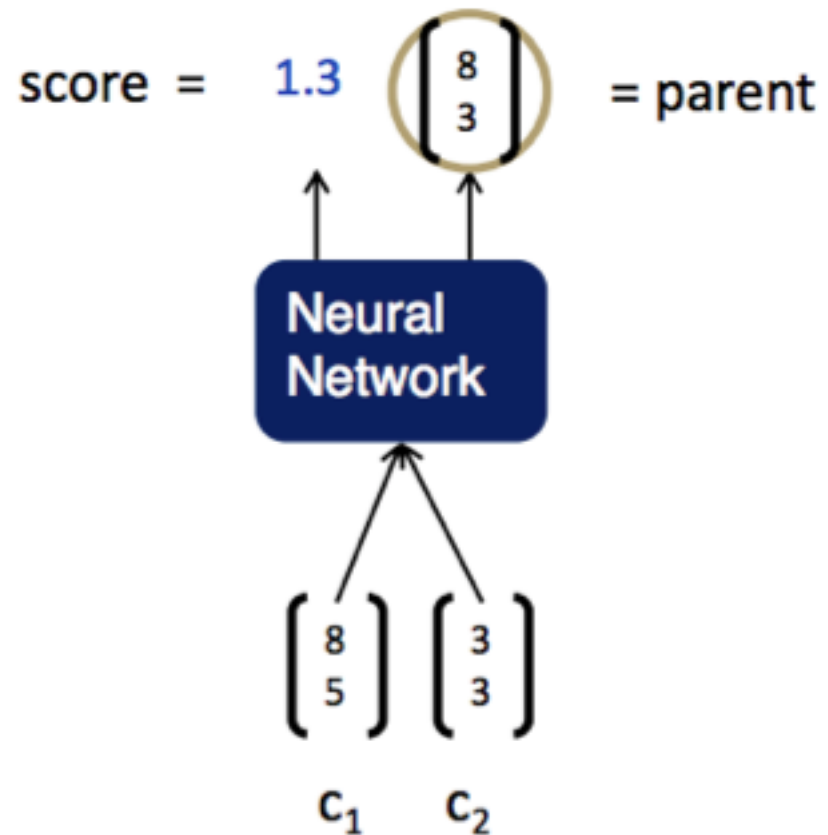 score = 1.3 8 = parent
3
Neural
Network
8 3
5 3
c₁ c₂